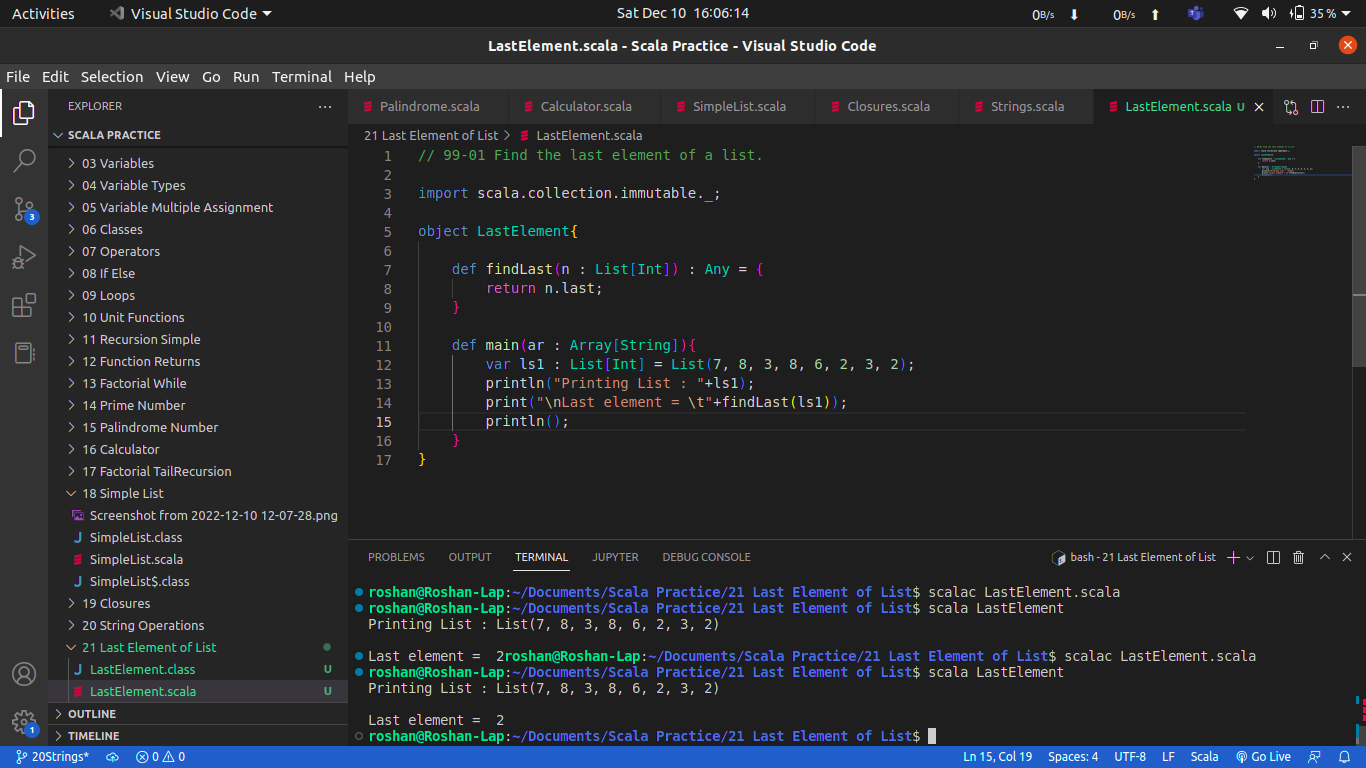 Activities Visual Studio Code Sat Dec 10 16:06:14 0B/s 0B/s 35 %
LastElement.scala - Scala Practice - Visual Studio Code
File Edit Selection View Go Run Terminal Help
EXPLORER
SCALA PRACTICE
03 Variables
04 Variable Types
05 Variable Multiple Assignment
06 Classes
07 Operators
08 If Else
09 Loops
10 Unit Functions
11 Recursion Simple
12 Function Returns
13 Factorial While
14 Prime Number
15 Palindrome Number
16 Calculator
17 Factorial TailRecursion
18 Simple List
Screenshot from 2022-12-10 12-07-28.png
SimpleList.class
SimpleList.scala
SimpleList$.class
19 Closures
20 String Operations
21 Last Element of List
LastElement.class U
LastElement.scala U
OUTLINE
TIMELINE
3
1
Palindrome.scala Calculator.scala SimpleList.scala Closures.scala Strings.scala LastElement.scala U
21 Last Element of List > LastElement.scala
1 // 99-01 Find the last element of a list.
2
3 import scala.collection.immutable._;
4
5 object LastElement{
6
7 def findLast(n : List[Int]) : Any = {
8 return n.last;
9 }
10
11 def main(ar : Array[String]){
12 var ls1 : List[Int] = List(7, 8, 3, 8, 6, 2, 3, 2);
13 println("Printing List : "+ls1);
14 print("\nLast element = \t"+findLast(ls1));
15 println();
16 }
17 }
PROBLEMS OUTPUT TERMINAL JUPYTER DEBUG CONSOLE bash - 21 Last Element of List
roshan@Roshan-Lap:~/Documents/Scala Practice/21 Last Element of List$ scalac LastElement.scala
roshan@Roshan-Lap:~/Documents/Scala Practice/21 Last Element of List$ scala LastElement
Printing List : List(7, 8, 3, 8, 6, 2, 3, 2)
Last element =  2roshan@Roshan-Lap:~/Documents/Scala Practice/21 Last Element of List$ scalac LastElement.scala
roshan@Roshan-Lap:~/Documents/Scala Practice/21 Last Element of List$ scala LastElement
Printing List : List(7, 8, 3, 8, 6, 2, 3, 2)
Last element =  2
roshan@Roshan-Lap:~/Documents/Scala Practice/21 Last Element of List$
20Strings* 0 0 Ln 15, Col 19 Spaces: 4 UTF-8 LF Scala Go Live